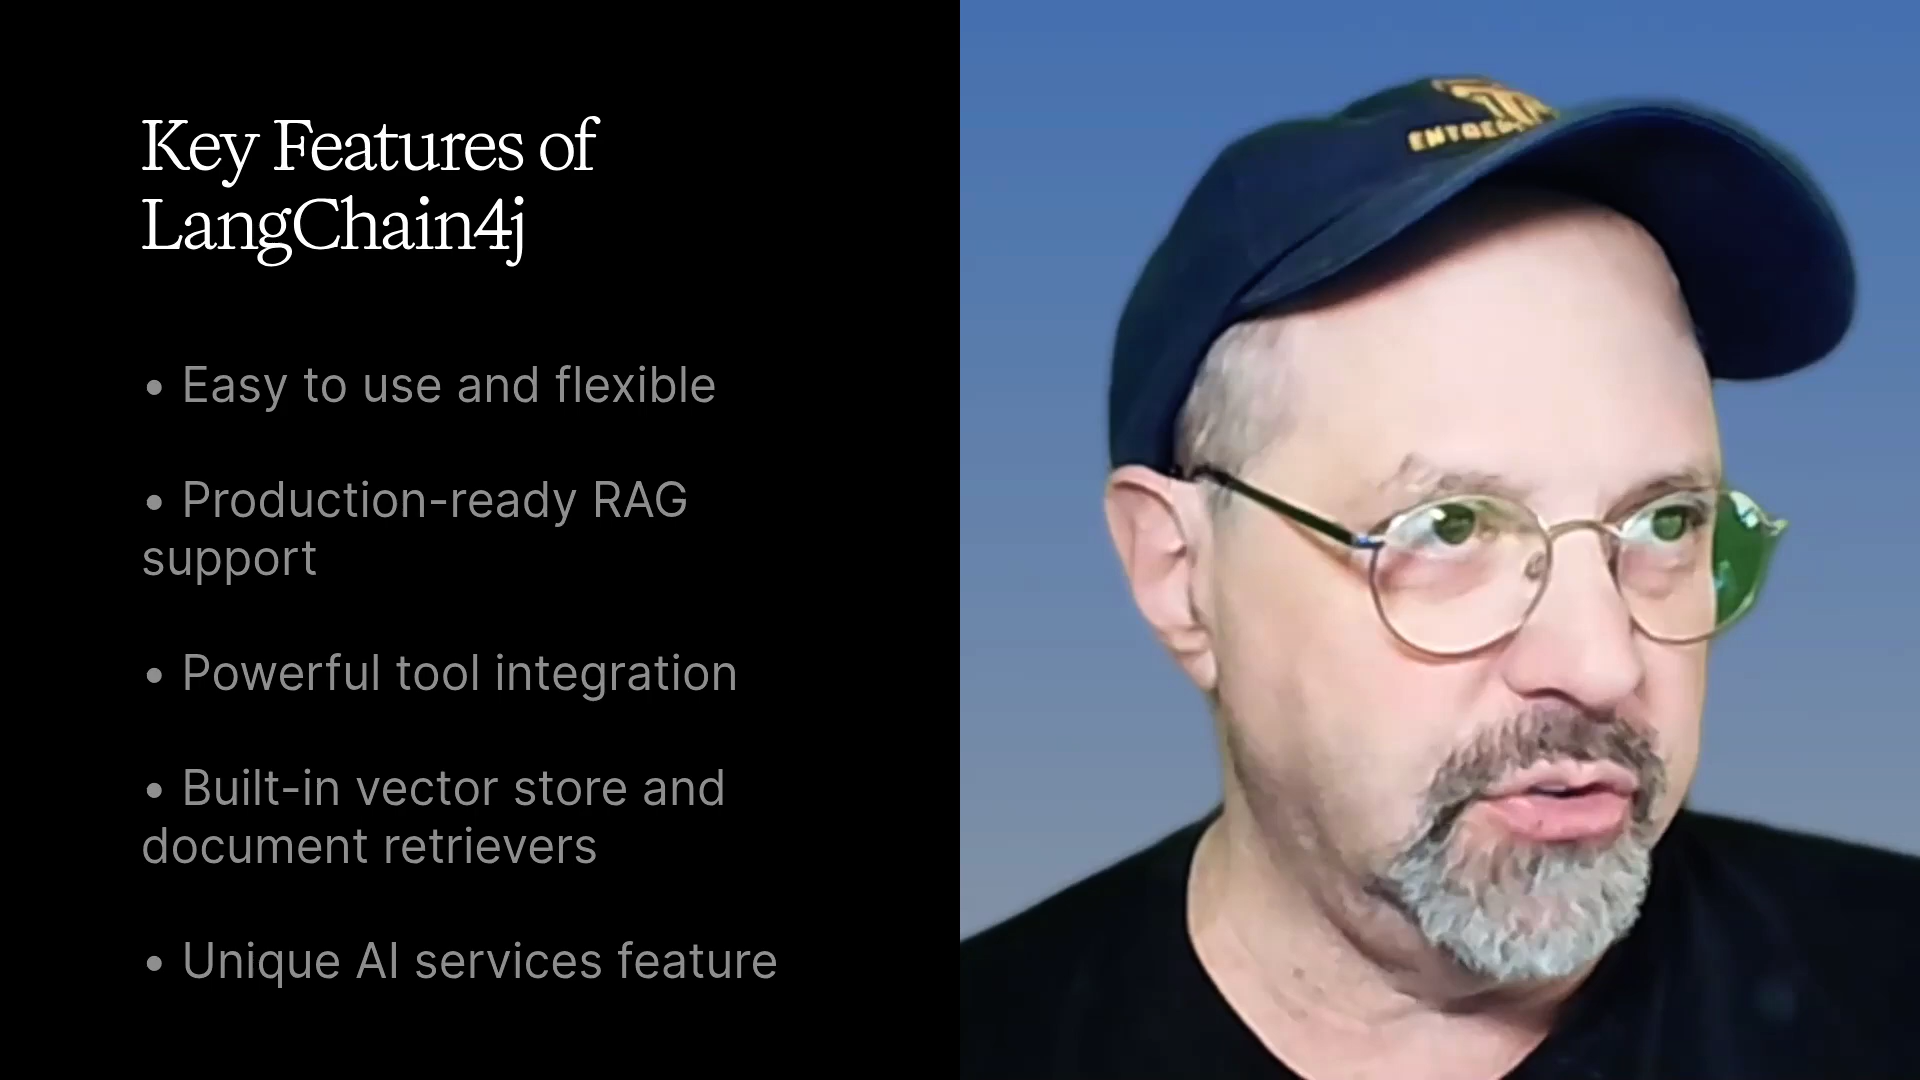 Key Features of
LangChain4j
• Easy to use and flexible
• Production-ready RAG
support
• Powerful tool integration
• Built-in vector store and
document retrievers
• Unique AI services feature